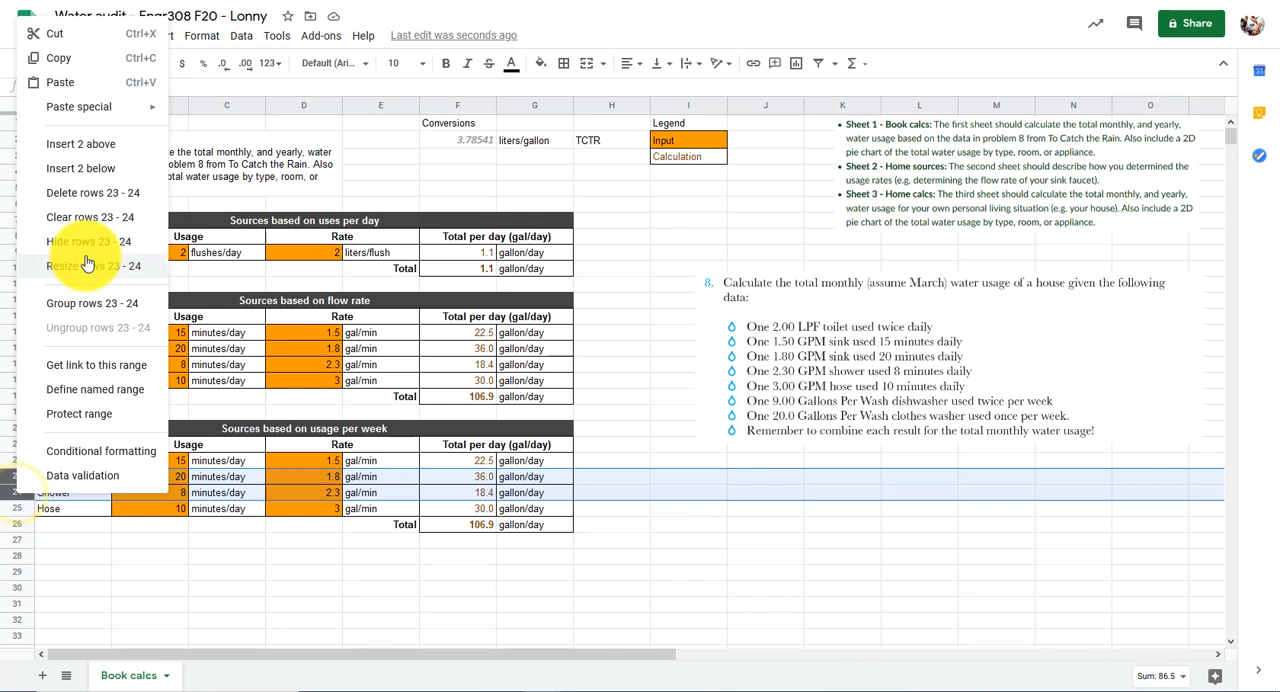 Water audit - Engr308 F20 - Lonny
Share
Format Data Tools Add-ons Help Last edit was seconds ago
$ % .0 .00 123 Default (Ari... 10 B I S A
Cut Ctrl+X
Copy Ctrl+C
Paste Ctrl+V
Paste special
Insert 2 above
Insert 2 below
Delete rows 23 - 24
Clear rows 23 - 24
Hide rows 23 - 24
Resize rows 23 - 24
Group rows 23 - 24
Ungroup rows 23 - 24
Get link to this range
Define named range
Protect range
Conditional formatting
Data validation
C D E F G H I J K L M N O
Conversions Legend
3.78541 liters/gallon TCTR Input
Calculation
ate the total monthly, and yearly, water
oblem 8 from To Catch the Rain. Also
otal water usage by type, room, or
Sources based on uses per day
Usage Rate Total per day (gal/day)
2 flushes/day 2 liters/flush 1.1 gallon/day
Total 1.1 gallon/day
Sources based on flow rate
Usage Rate Total per day (gal/day)
15 minutes/day 1.5 gal/min 22.5 gallon/day
20 minutes/day 1.8 gal/min 36.0 gallon/day
8 minutes/day 2.3 gal/min 18.4 gallon/day
10 minutes/day 3 gal/min 30.0 gallon/day
Total 106.9 gallon/day
Sources based on usage per week
Usage Rate Total per day (gal/day)
15 minutes/day 1.5 gal/min 22.5 gallon/day
20 minutes/day 1.8 gal/min 36.0 gallon/day
Shower 8 minutes/day 2.3 gal/min 18.4 gallon/day
25 Hose 10 minutes/day 3 gal/min 30.0 gallon/day
26 Total 106.9 gallon/day
27
28
29
30
31
32
33
• Sheet 1 - Book calcs: The first sheet should calculate the total monthly, and yearly,
water usage based on the data in problem 8 from To Catch the Rain. Also include a 2D
pie chart of the total water usage by type, room, or appliance.
• Sheet 2 - Home sources: The second sheet should describe how you determined the
usage rates (e.g. determining the flow rate of your sink faucet).
• Sheet 3 - Home calcs: The third sheet should calculate the total monthly, and yearly,
water usage for your own personal living situation (e.g. your house). Also include a 2D
pie chart of the total water usage by type, room, or appliance.
8. Calculate the total monthly (assume March) water usage of a house given the following
data:
One 2.00 LPF toilet used twice daily
One 1.50 GPM sink used 15 minutes daily
One 1.80 GPM sink used 20 minutes daily
One 2.30 GPM shower used 8 minutes daily
One 3.00 GPM hose used 10 minutes daily
One 9.00 Gallons Per Wash dishwasher used twice per week
One 20.0 Gallons Per Wash clothes washer used once per week.
Remember to combine each result for the total monthly water usage!
Book calcs
Sum: 86.5